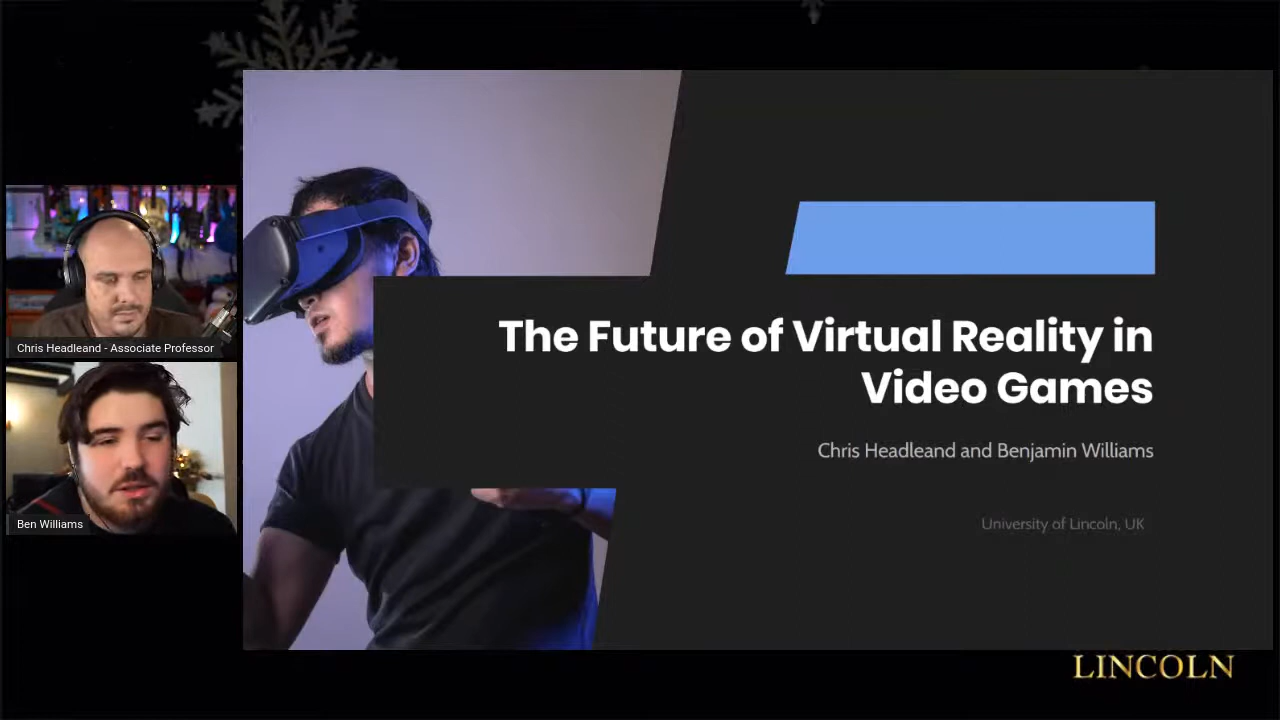 Chris Headleand - Associate Professor
Ben Williams
The Future of Virtual Reality in
Video Games
Chris Headleand and Benjamin Williams
University of Lincoln, UK
LINCOLN